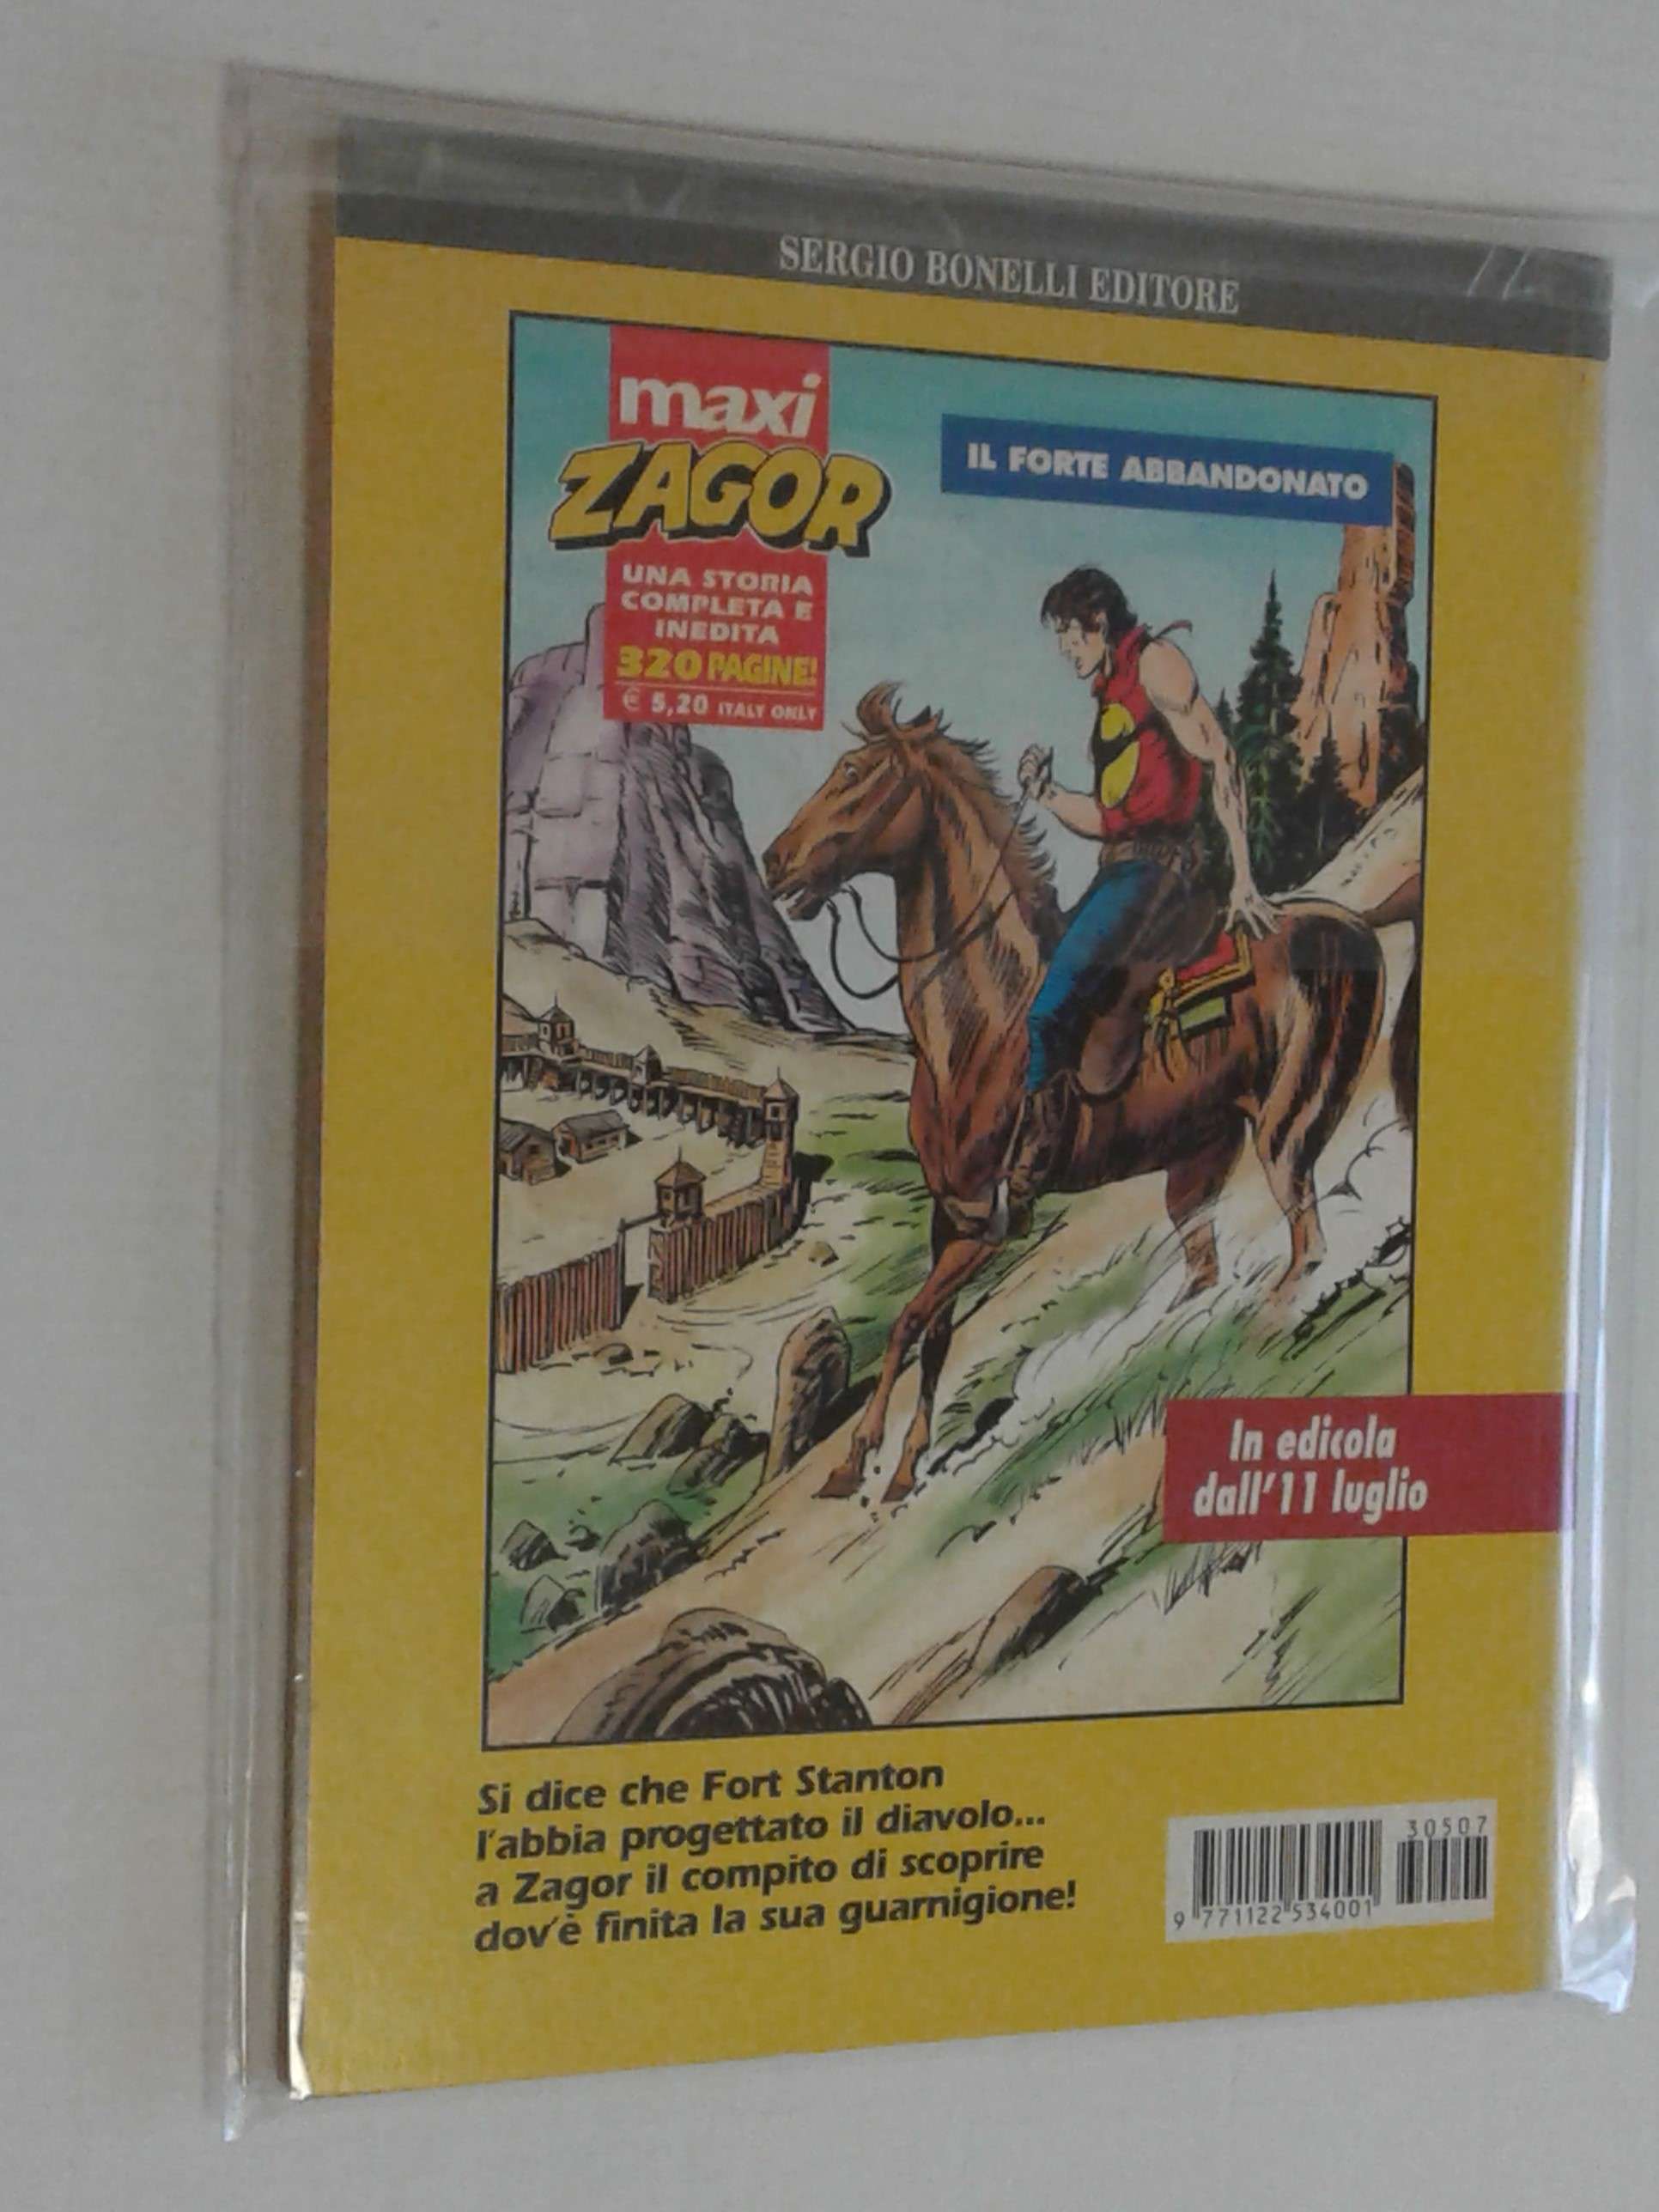 SERGIO BONELLI EDITORE
maxi
ZAGOR
UNA STORIA
COMPLETA E
INEDITA
320 PAGINE!
€ 5,20 ITALY ONLY
IL FORTE ABBANDONATO
In edicola
dall'11 luglio
Si dice che Fort Stanton
l'abbia progettato il diavolo...
a Zagor il compito di scoprire
dov'è finita la sua guarnigione!
30507
9 771122 534001